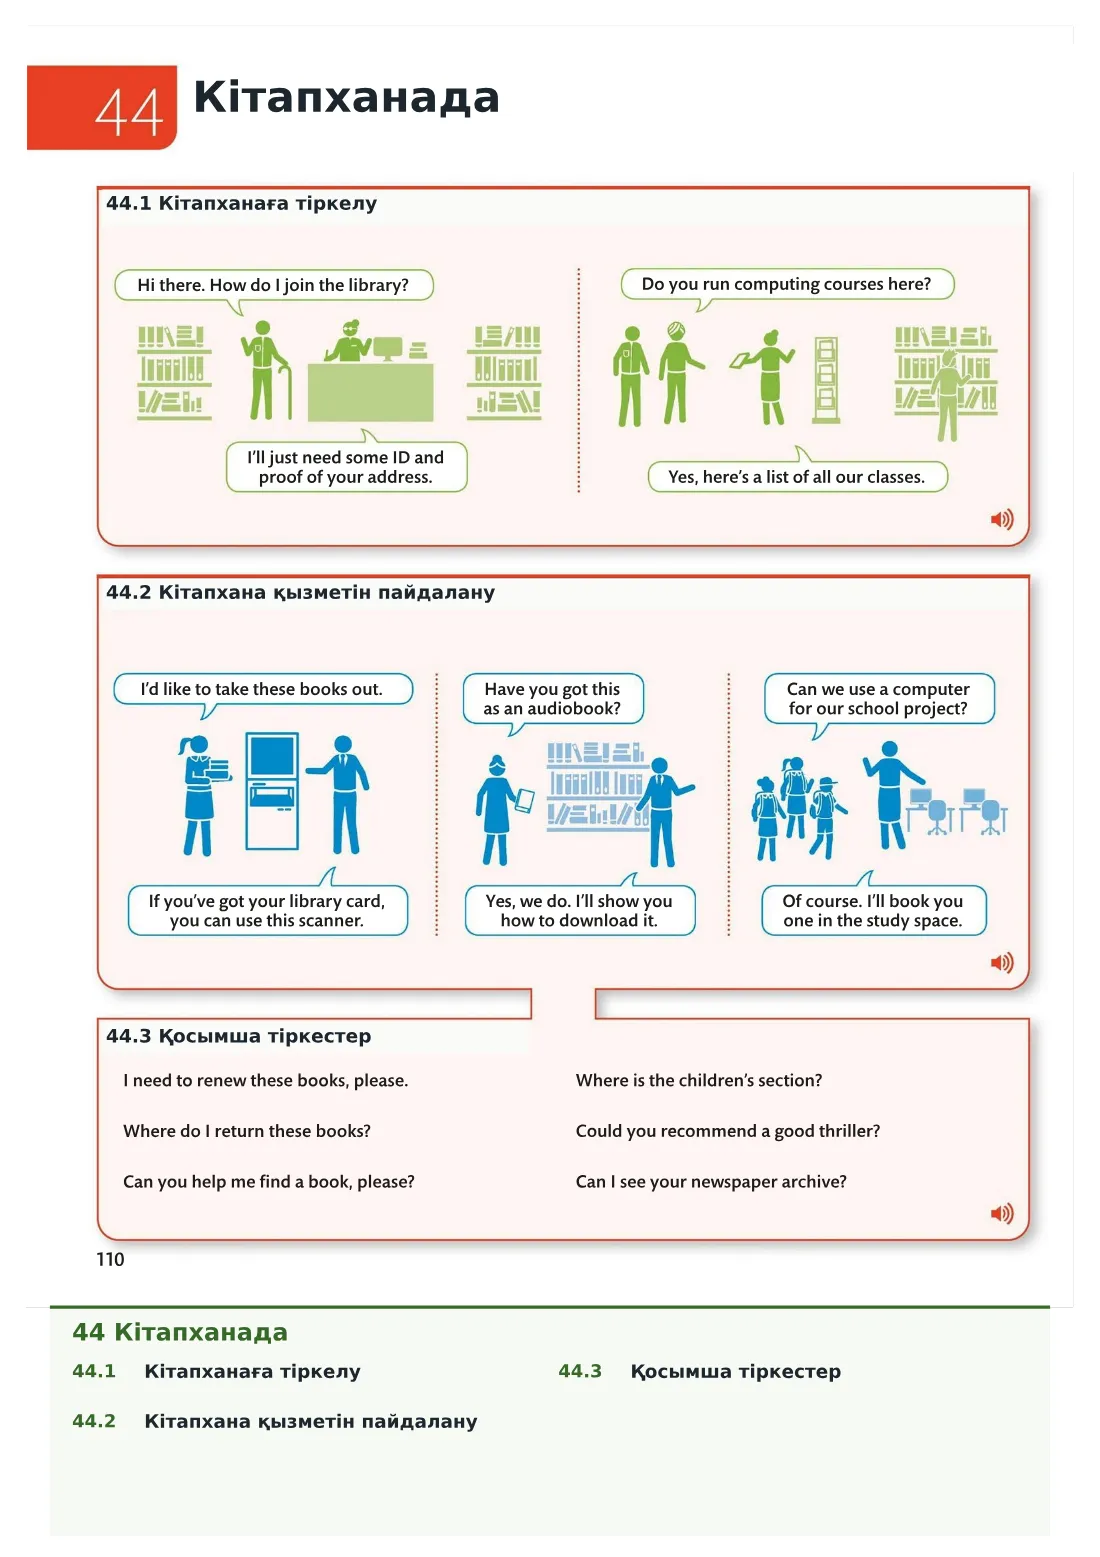 44
Кітапханада
44.1 Кітапханаға тіркелу
Hi there. How do I join the library?
I'll just need some ID and
proof of your address.
Do you run computing courses here?
Yes, here's a list of all our classes.
44.2 Кітапхана қызметін пайдалану
I'd like to take these books out.
If you've got your library card,
you can use this scanner.
Have you got this
as an audiobook?
Yes, we do. I'll show you
how to download it.
Can we use a computer
for our school project?
Of course. I'll book you
one in the study space.
44.3 Қосымша тіркестер
I need to renew these books, please.
Where do I return these books?
Can you help me find a book, please?
Where is the children's section?
Could you recommend a good thriller?
Can I see your newspaper archive?
110
44 Кітапханада
44.1 Кітапханаға тіркелу
44.2 Кітапхана қызметін пайдалану
44.3 Қосымша тіркестер